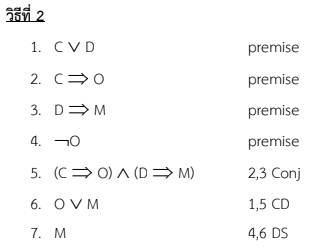 วิธีที่ 2
1. C ∨ D premise
2. C ⟹ O premise
3. D ⟹ M premise
4. ¬O premise
5. (C ⟹ O) ∧ (D ⟹ M) 2,3 Conj
6. O ∨ M 1,5 CD
7. M 4,6 DS